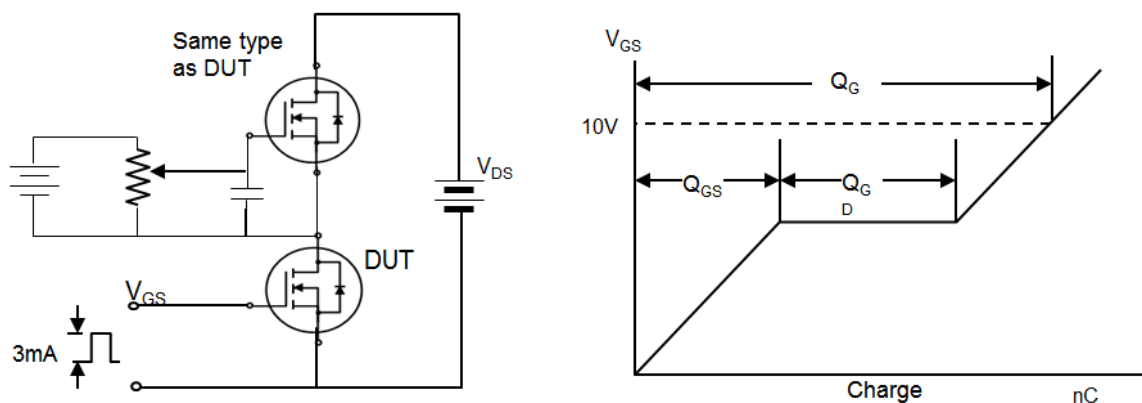 Same type
as DUT
V_DS
DUT
V_GS
3mA
V_GS
Q_G
10V
Q_GS
Q_G
D
Charge
nC